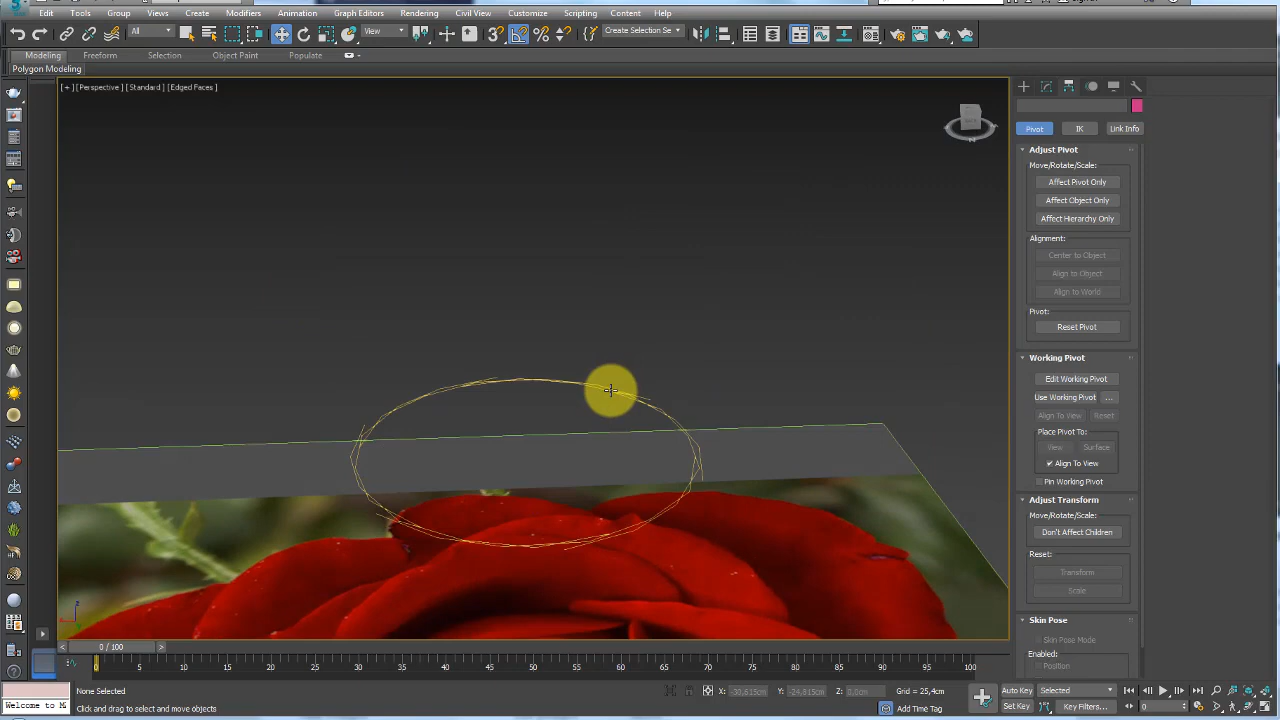 Edit Tools Group Views Create Modifiers Animation Graph Editors Rendering Civil View Customize Scripting Content Help
All View Create Selection Se
Modeling Freeform Selection Object Paint Populate
Polygon Modeling
[+] [Perspective] [Standard] [Edged Faces]
Pivot IK Link Info
Adjust Pivot
Move/Rotate/Scale:
Affect Pivot Only
Affect Object Only
Affect Hierarchy Only
Alignment:
Center to Object
Align to Object
Align to World
Pivot:
Reset Pivot
Working Pivot
Edit Working Pivot
Use Working Pivot ...
Align To View Reset
Place Pivot To:
View Surface
Align To View
Pin Working Pivot
Adjust Transform
Move/Rotate/Scale:
Don't Affect Children
Reset:
Transform
Scale
Skin Pose
Skin Pose Mode
Enabled:
Position
< 0 / 100 >
0 5 10 15 20 25 30 35 40 45 50 55 60 65 70 75 80 85 90 95 100
None Selected X: -30,615cm Y: -24,815cm Z: 0,0cm Grid = 25,4cm Auto Key Selected
Welcome to M Click and drag to select and move objects Add Time Tag Set Key Key Filters... 0